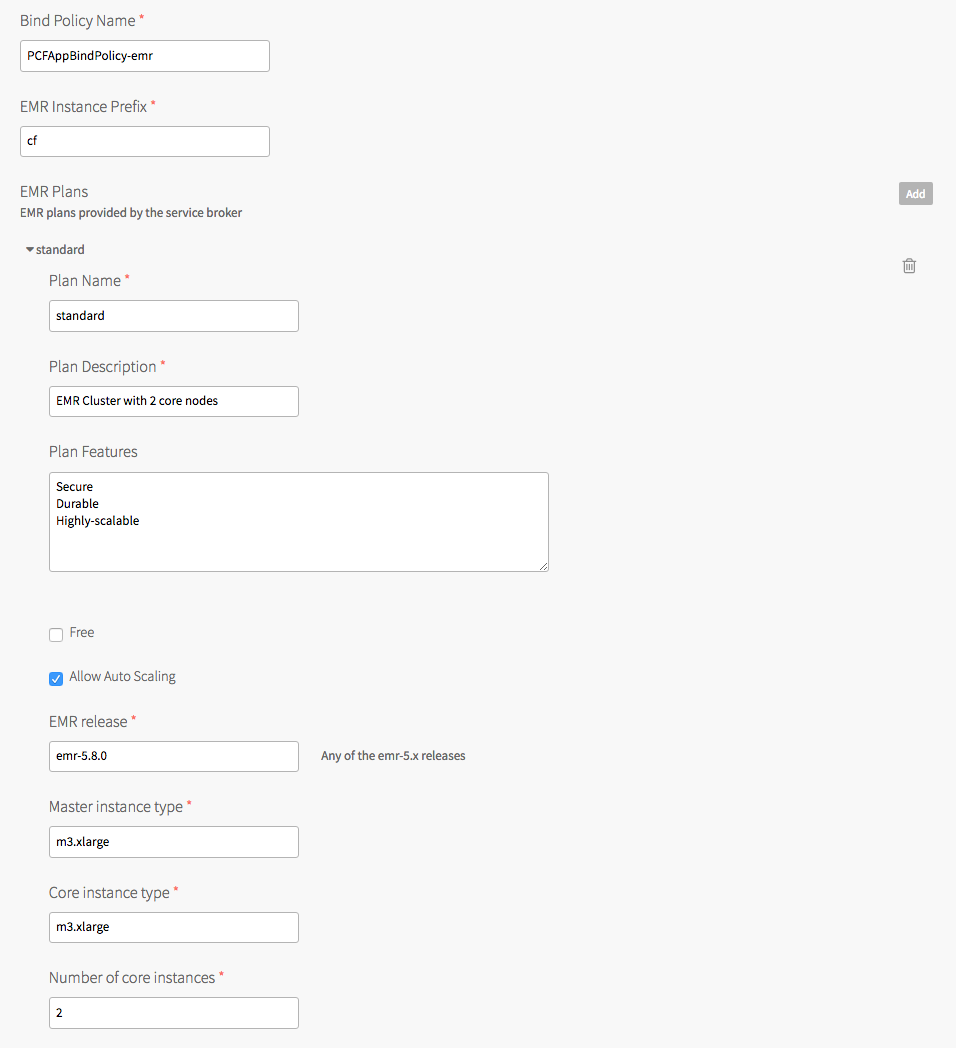 Bind Policy Name *
PCFAppBindPolicy-emr
EMR Instance Prefix *
cf
EMR Plans
Add
EMR plans provided by the service broker
standard
Plan Name *
standard
Plan Description *
EMR Cluster with 2 core nodes
Plan Features
Secure
Durable
Highly-scalable
Free
Allow Auto Scaling
EMR release *
emr-5.8.0
Any of the emr-5.x releases
Master instance type *
m3.xlarge
Core instance type *
m3.xlarge
Number of core instances *
2